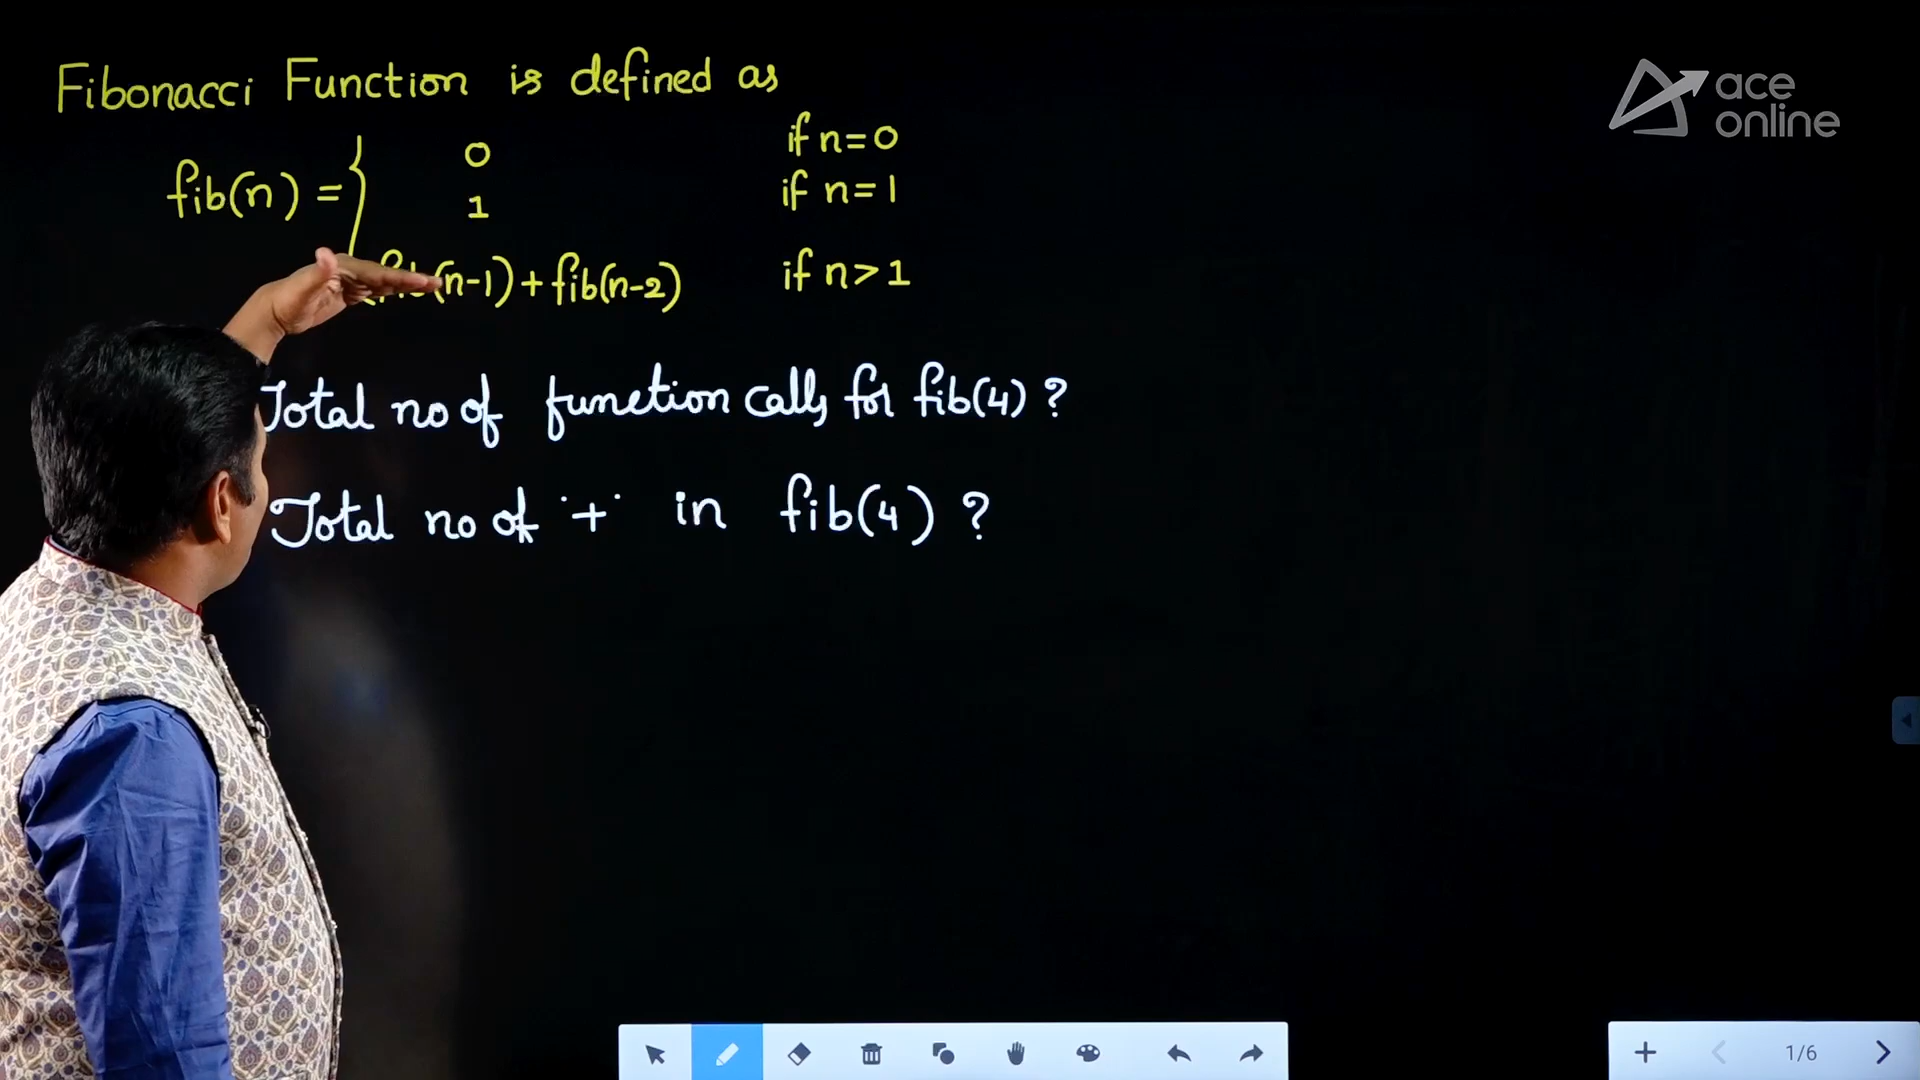 Fibonacci Function is defined as
fib(n) = { 0 if n=0
1 if n=1
fib(n-1) + fib(n-2) if n>1
Total no of function calls for fib(4) ?
Total no of '+' in fib(4) ?
ace
online
1/6